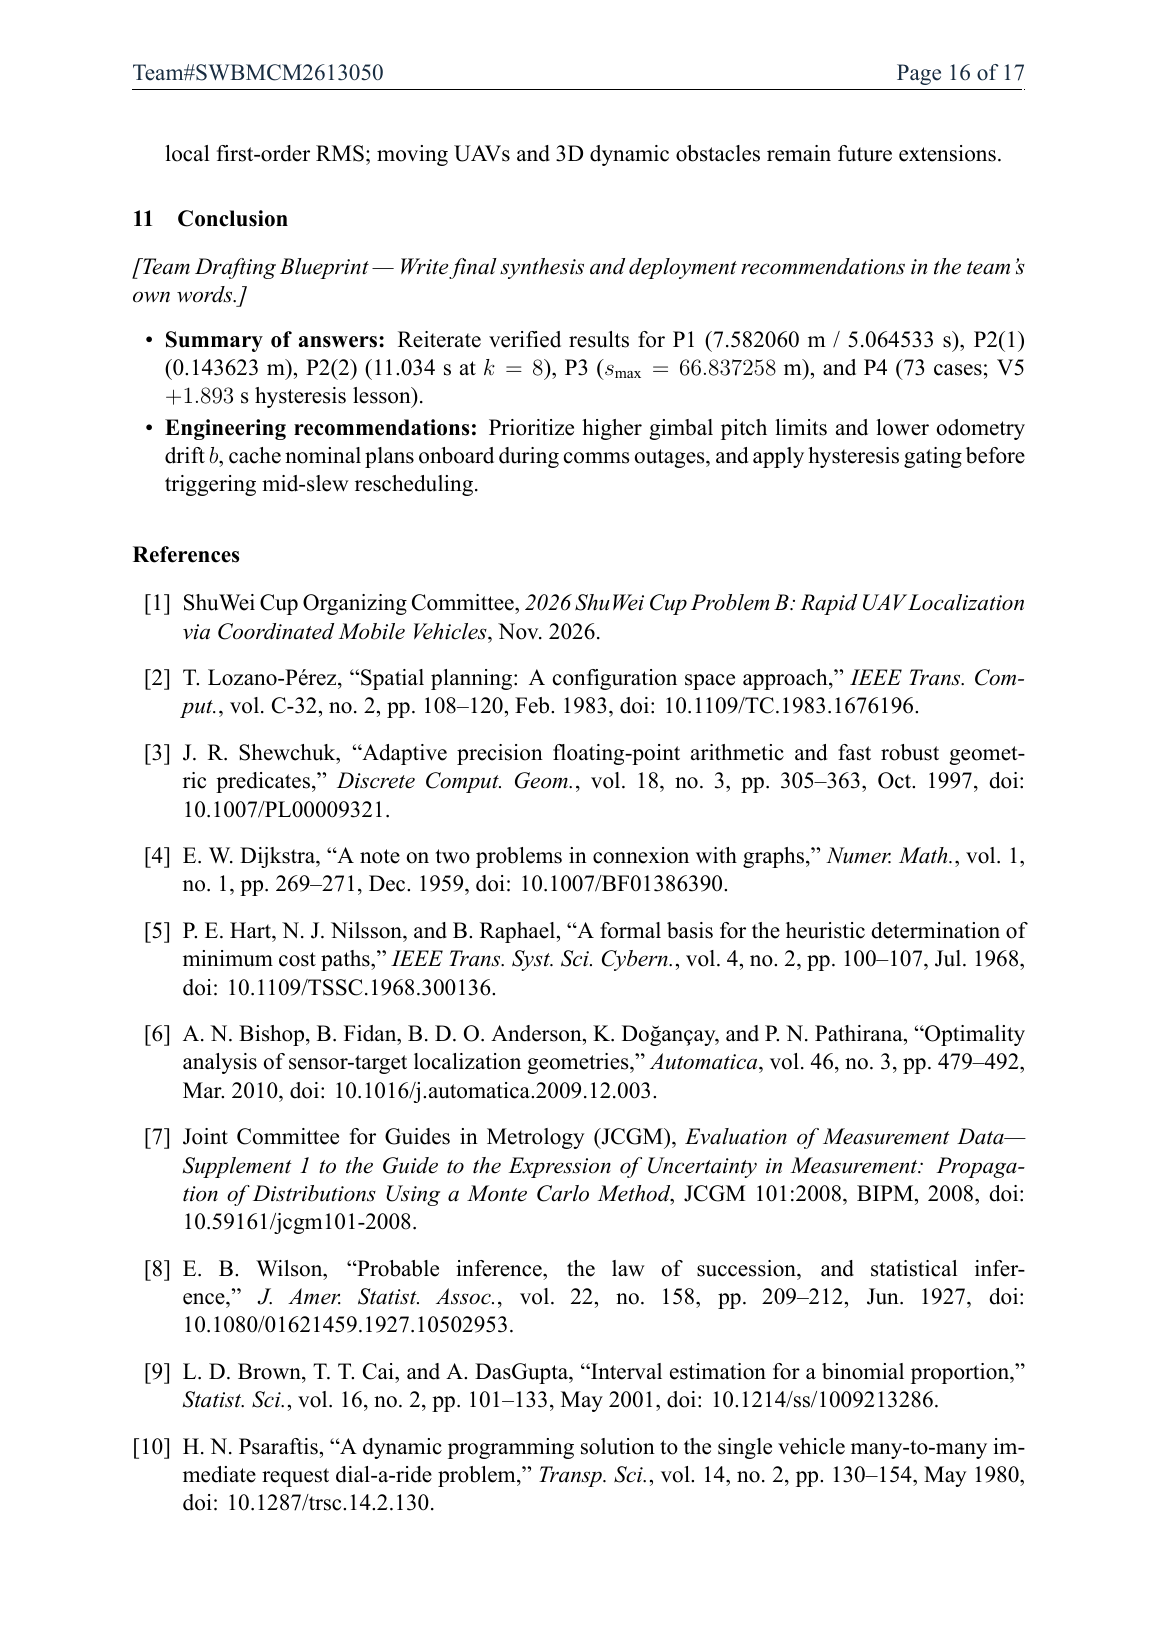 Team#SWBMCM2613050 Page 16 of 17
local first-order RMS; moving UAVs and 3D dynamic obstacles remain future extensions.
11 Conclusion
[Team Drafting Blueprint — Write final synthesis and deployment recommendations in the team's
own words.]
• Summary of answers: Reiterate verified results for P1 (7.582060 m / 5.064533 s), P2(1)
(0.143623 m), P2(2) (11.034 s at k = 8), P3 (s_max = 66.837258 m), and P4 (73 cases; V5
+1.893 s hysteresis lesson).
• Engineering recommendations: Prioritize higher gimbal pitch limits and lower odometry
drift b, cache nominal plans onboard during comms outages, and apply hysteresis gating before
triggering mid-slew rescheduling.
References
[1] ShuWei Cup Organizing Committee, 2026 ShuWei Cup Problem B: Rapid UAV Localization
via Coordinated Mobile Vehicles, Nov. 2026.
[2] T. Lozano-Pérez, “Spatial planning: A configuration space approach,” IEEE Trans. Com-
put., vol. C-32, no. 2, pp. 108–120, Feb. 1983, doi: 10.1109/TC.1983.1676196.
[3] J. R. Shewchuk, “Adaptive precision floating-point arithmetic and fast robust geomet-
ric predicates,” Discrete Comput. Geom., vol. 18, no. 3, pp. 305–363, Oct. 1997, doi:
10.1007/PL00009321.
[4] E. W. Dijkstra, “A note on two problems in connexion with graphs,” Numer. Math., vol. 1,
no. 1, pp. 269–271, Dec. 1959, doi: 10.1007/BF01386390.
[5] P. E. Hart, N. J. Nilsson, and B. Raphael, “A formal basis for the heuristic determination of
minimum cost paths,” IEEE Trans. Syst. Sci. Cybern., vol. 4, no. 2, pp. 100–107, Jul. 1968,
doi: 10.1109/TSSC.1968.300136.
[6] A. N. Bishop, B. Fidan, B. D. O. Anderson, K. Doğançay, and P. N. Pathirana, “Optimality
analysis of sensor-target localization geometries,” Automatica, vol. 46, no. 3, pp. 479–492,
Mar. 2010, doi: 10.1016/j.automatica.2009.12.003.
[7] Joint Committee for Guides in Metrology (JCGM), Evaluation of Measurement Data—
Supplement 1 to the Guide to the Expression of Uncertainty in Measurement: Propaga-
tion of Distributions Using a Monte Carlo Method, JCGM 101:2008, BIPM, 2008, doi:
10.59161/jcgm101-2008.
[8] E. B. Wilson, “Probable inference, the law of succession, and statistical infer-
ence,” J. Amer. Statist. Assoc., vol. 22, no. 158, pp. 209–212, Jun. 1927, doi:
10.1080/01621459.1927.10502953.
[9] L. D. Brown, T. T. Cai, and A. DasGupta, “Interval estimation for a binomial proportion,”
Statist. Sci., vol. 16, no. 2, pp. 101–133, May 2001, doi: 10.1214/ss/1009213286.
[10] H. N. Psaraftis, “A dynamic programming solution to the single vehicle many-to-many im-
mediate request dial-a-ride problem,” Transp. Sci., vol. 14, no. 2, pp. 130–154, May 1980,
doi: 10.1287/trsc.14.2.130.